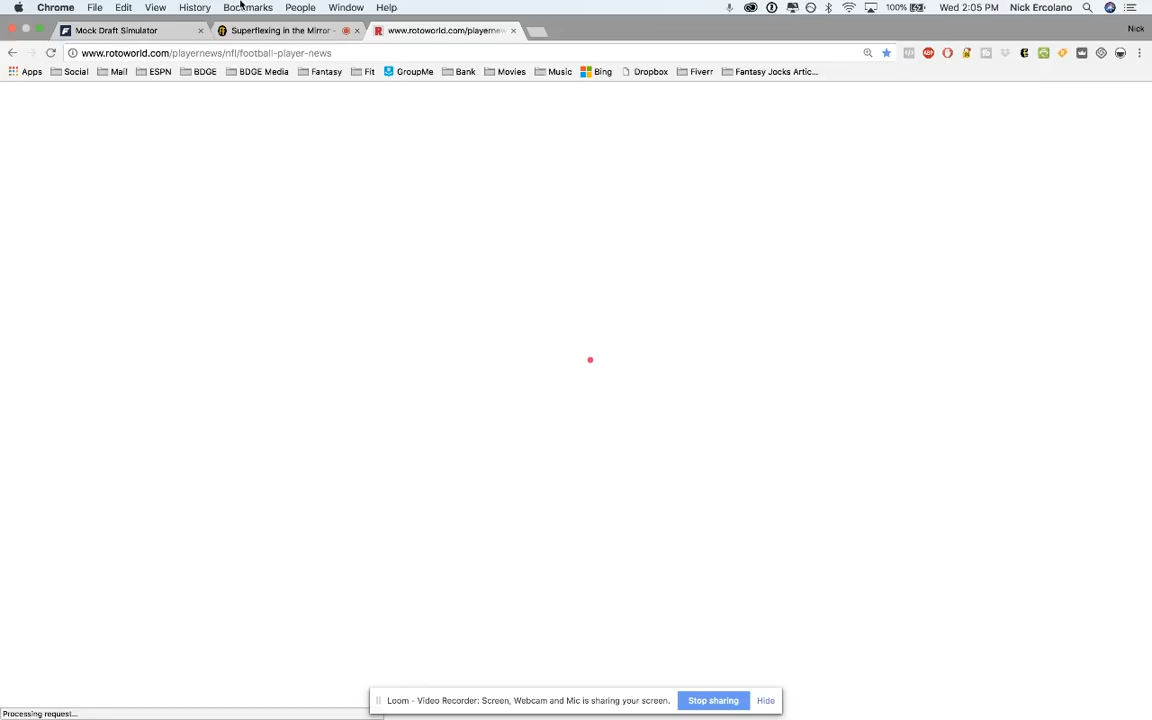 Chrome File Edit View History Bookmarks People Window Help 100% Wed 2:05 PM Nick Ercolano
Mock Draft Simulator Superflexing in the Mirror - www.rotoworld.com/playernew Nick
www.rotoworld.com/playernews/nfl/football-player-news
Apps Social Mail ESPN BDGE BDGE Media Fantasy Fit GroupMe Bank Movies Music Bing Dropbox Fiverr Fantasy Jocks Artic...
Loom - Video Recorder: Screen, Webcam and Mic is sharing your screen. Stop sharing Hide
Processing request...